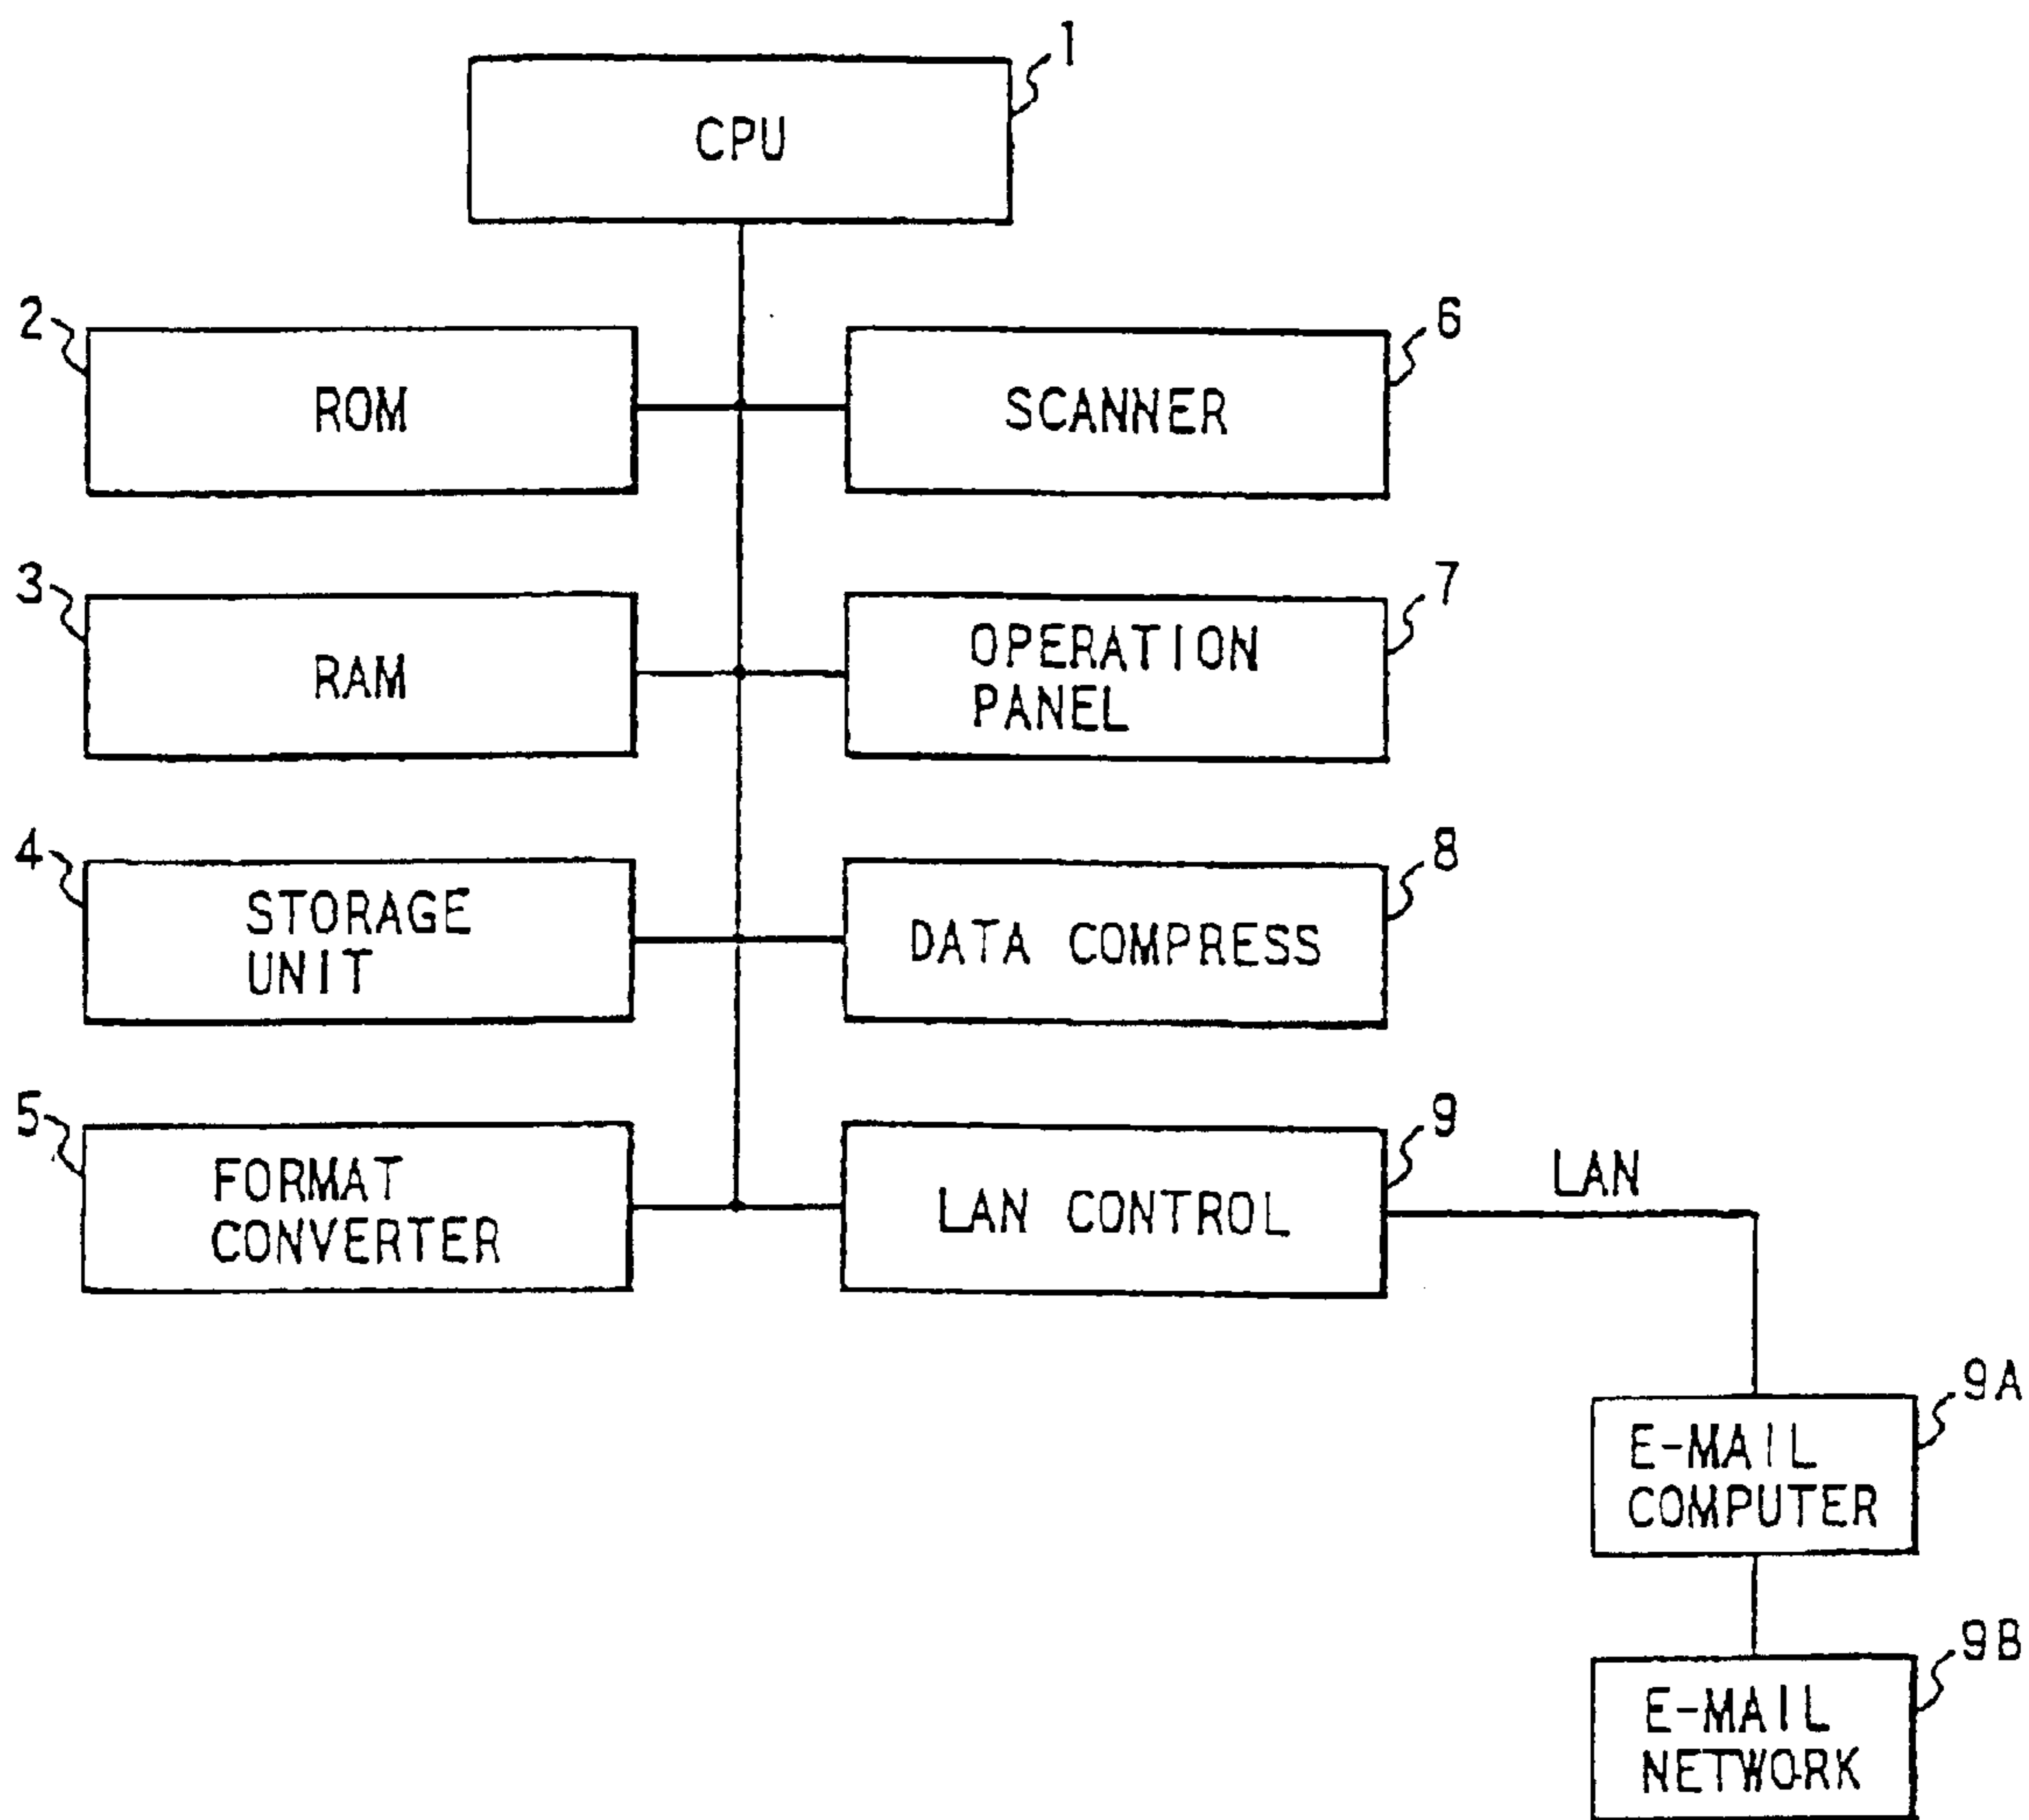 1
CPU
2
ROM
6
SCANNER
3
RAM
7
OPERATION
PANEL
4
STORAGE
UNIT
8
DATA COMPRESS
5
FORMAT
CONVERTER
9
LAN CONTROL
LAN
9A
E-MAIL
COMPUTER
9B
E-MAIL
NETWORK